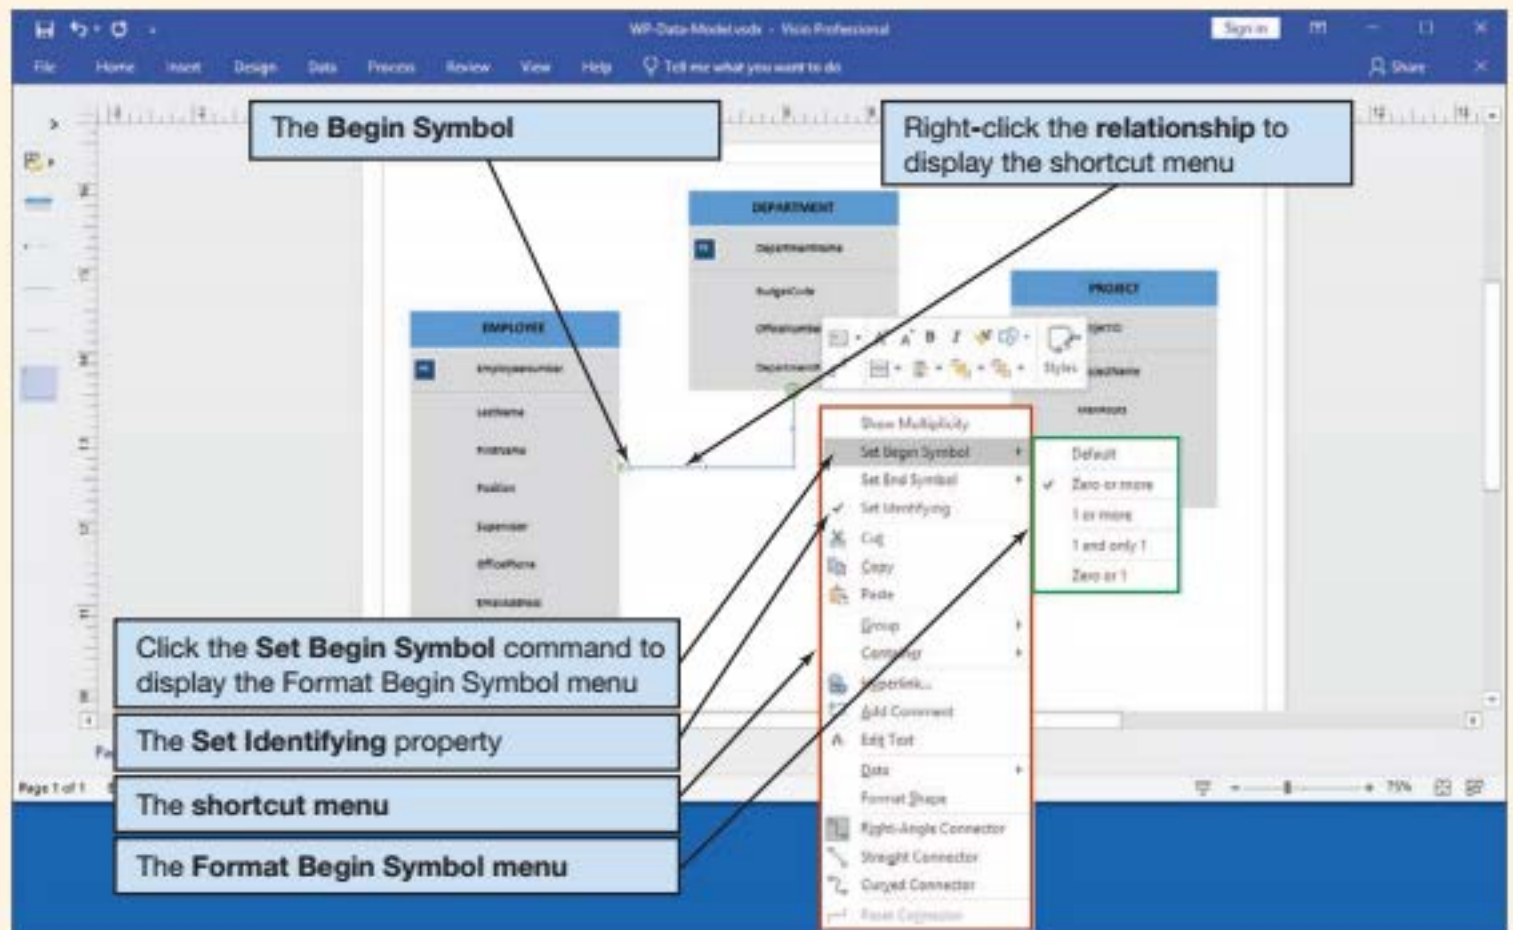 WP-Data-Model.vsdx - Visio Professional
Sign in
File Home Insert Design Data Process Review View Help Tell me what you want to do
Share
The Begin Symbol
Right-click the relationship to
display the shortcut menu
DEPARTMENT
DepartmentName
BudgetCode
PROJECT
EMPLOYEE
EmployeeNumber
LastName
FirstName
Position
Supervisor
OfficePhone
EmailAddress
B I
Styles
Show Multiplicity
Set Begin Symbol
Set End Symbol
Set Identifying
Cut
Copy
Paste
Group
Container
Hyperlink...
Add Comment
Edit Text
Data
Format Shape
Right-Angle Connector
Straight Connector
Curved Connector
Reset Connector
Default
Zero or more
1 or more
1 and only 1
Zero or 1
Click the Set Begin Symbol command to
display the Format Begin Symbol menu
The Set Identifying property
The shortcut menu
The Format Begin Symbol menu
Page 1 of 1
75%